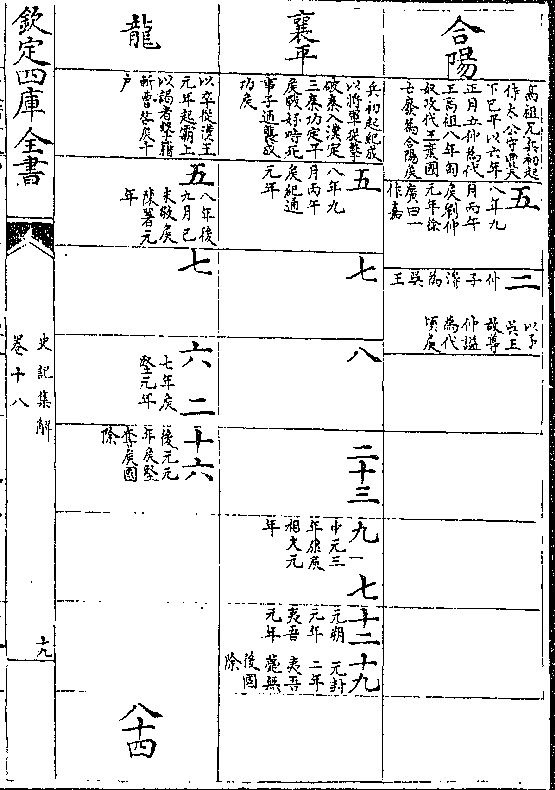 合陽
高祖兄兵初起
侍太公守豐天
下已平以六年
正月立仲為代
王高祖八年匈
奴攻代王棄國
亡廢為合陽侯
五
八年九
月丙午
侯劉仲
元年徐
廣曰一
作嘉
二
仲子濞為吳王
以子
吳王
故尊
仲諡
為代
頃侯
襄平
兵初起紀成
以將軍從擊
破秦入漢定
三秦功定平
侯戰好畤死
事子通襲成
功侯
五
八年九
月丙午
侯紀通
元年
七
八
二十三
九
中元三
年康侯
相夫元
年
一
七
十二
元朔
元年
夷吾
元年
十九
元封
二年
夷吾
薨無
後國
除
龍
以卒從漢王
元年起霸上
以謁者擊籍
斬曹咎侯千
户
五
八年後
九月己
未敬侯
陳署元
年
七
六
二
七年侯
堅元年
十六
後元元
年侯堅
奪侯國
除
八十四
欽定四庫全書
史記集解
卷十八
十九